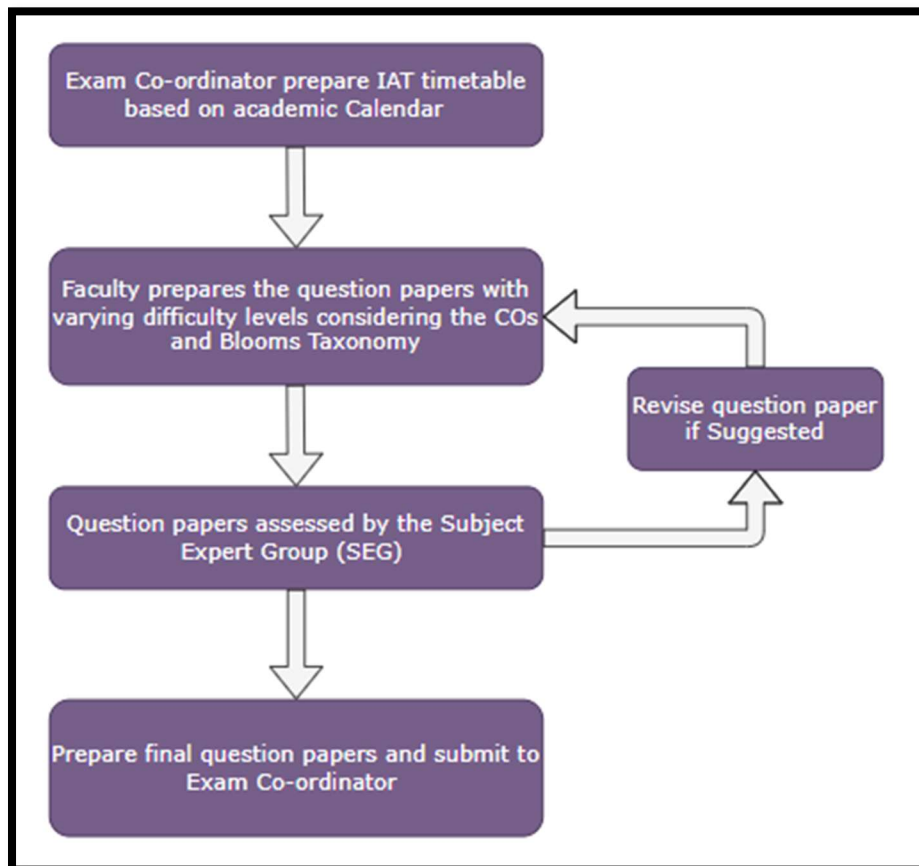 Exam Co-ordinator prepare IAT timetable
based on academic Calendar
Faculty prepares the question papers with
varying difficulty levels considering the COs
and Blooms Taxonomy
Revise question paper
if Suggested
Question papers assessed by the Subject
Expert Group (SEG)
Prepare final question papers and submit to
Exam Co-ordinator